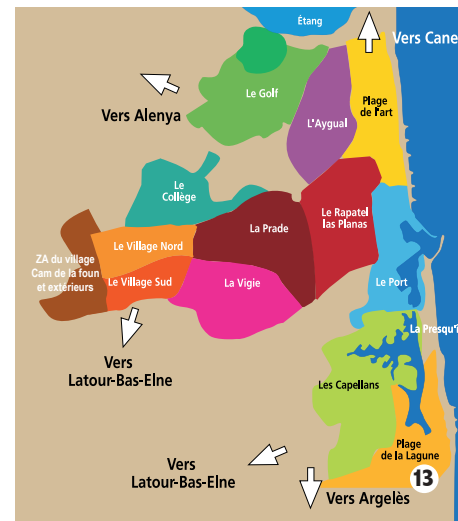 Étang
Vers Cane
Le Golf
Plage
de l'art
Vers Alenya
L'Aygual
Le
Collège
Le Rapatel
las Planas
La Prade
Le Village Nord
ZA du village
Cam de la foun
et extérieurs
Le Village Sud
La Vigie
Le Port
La Presqu'î
Vers
Latour-Bas-Elne
Les Capellans
Plage
de la Lagune
Vers
Latour-Bas-Elne
13
Vers Argelès